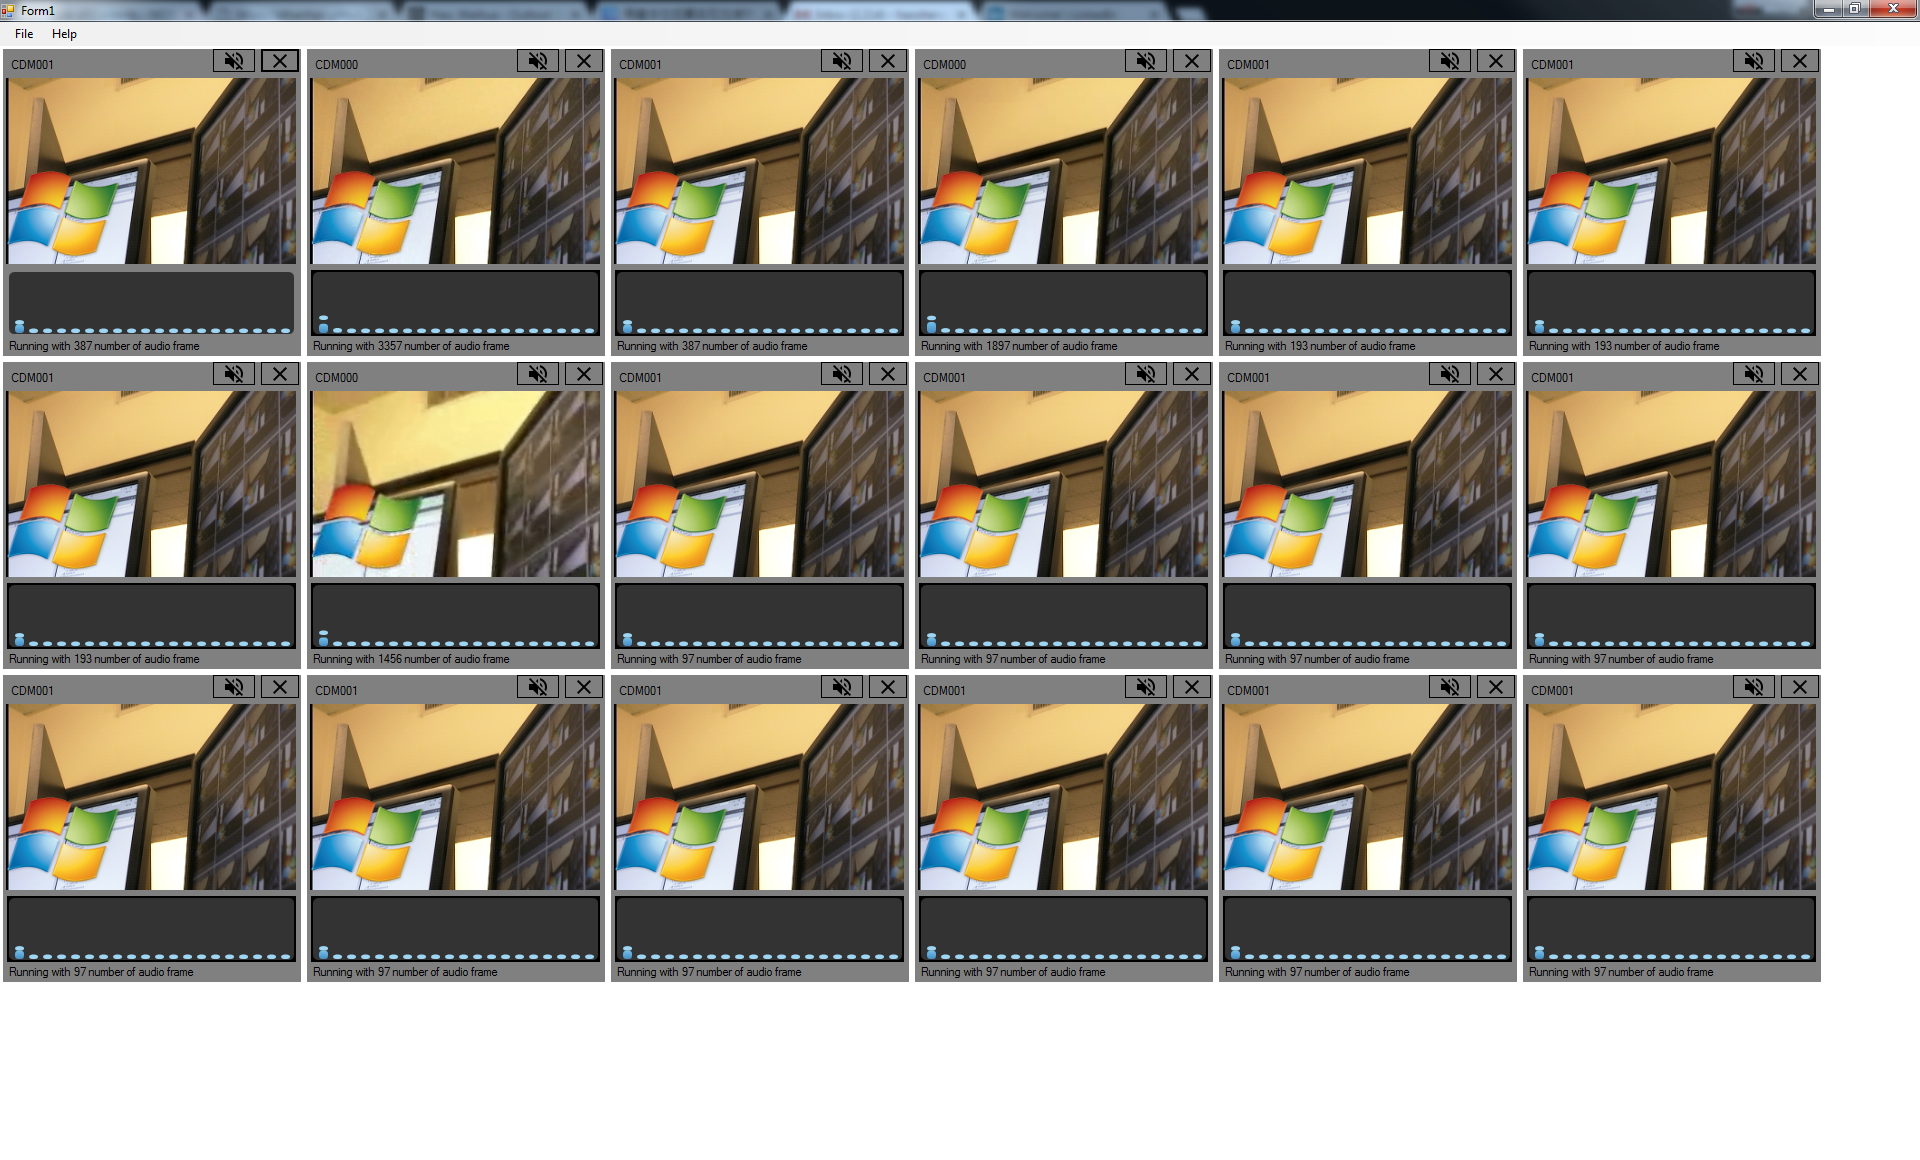 Form1
File Help
CDM001 CDM000 CDM001 CDM000 CDM001 CDM001
Running with 387 number of audio frame Running with 3357 number of audio frame Running with 387 number of audio frame Running with 1897 number of audio frame Running with 193 number of audio frame Running with 193 number of audio frame
CDM001 CDM000 CDM001 CDM001 CDM001 CDM001
Running with 193 number of audio frame Running with 1456 number of audio frame Running with 97 number of audio frame Running with 97 number of audio frame Running with 97 number of audio frame Running with 97 number of audio frame
CDM001 CDM001 CDM001 CDM001 CDM001 CDM001
Running with 97 number of audio frame Running with 97 number of audio frame Running with 97 number of audio frame Running with 97 number of audio frame Running with 97 number of audio frame Running with 97 number of audio frame